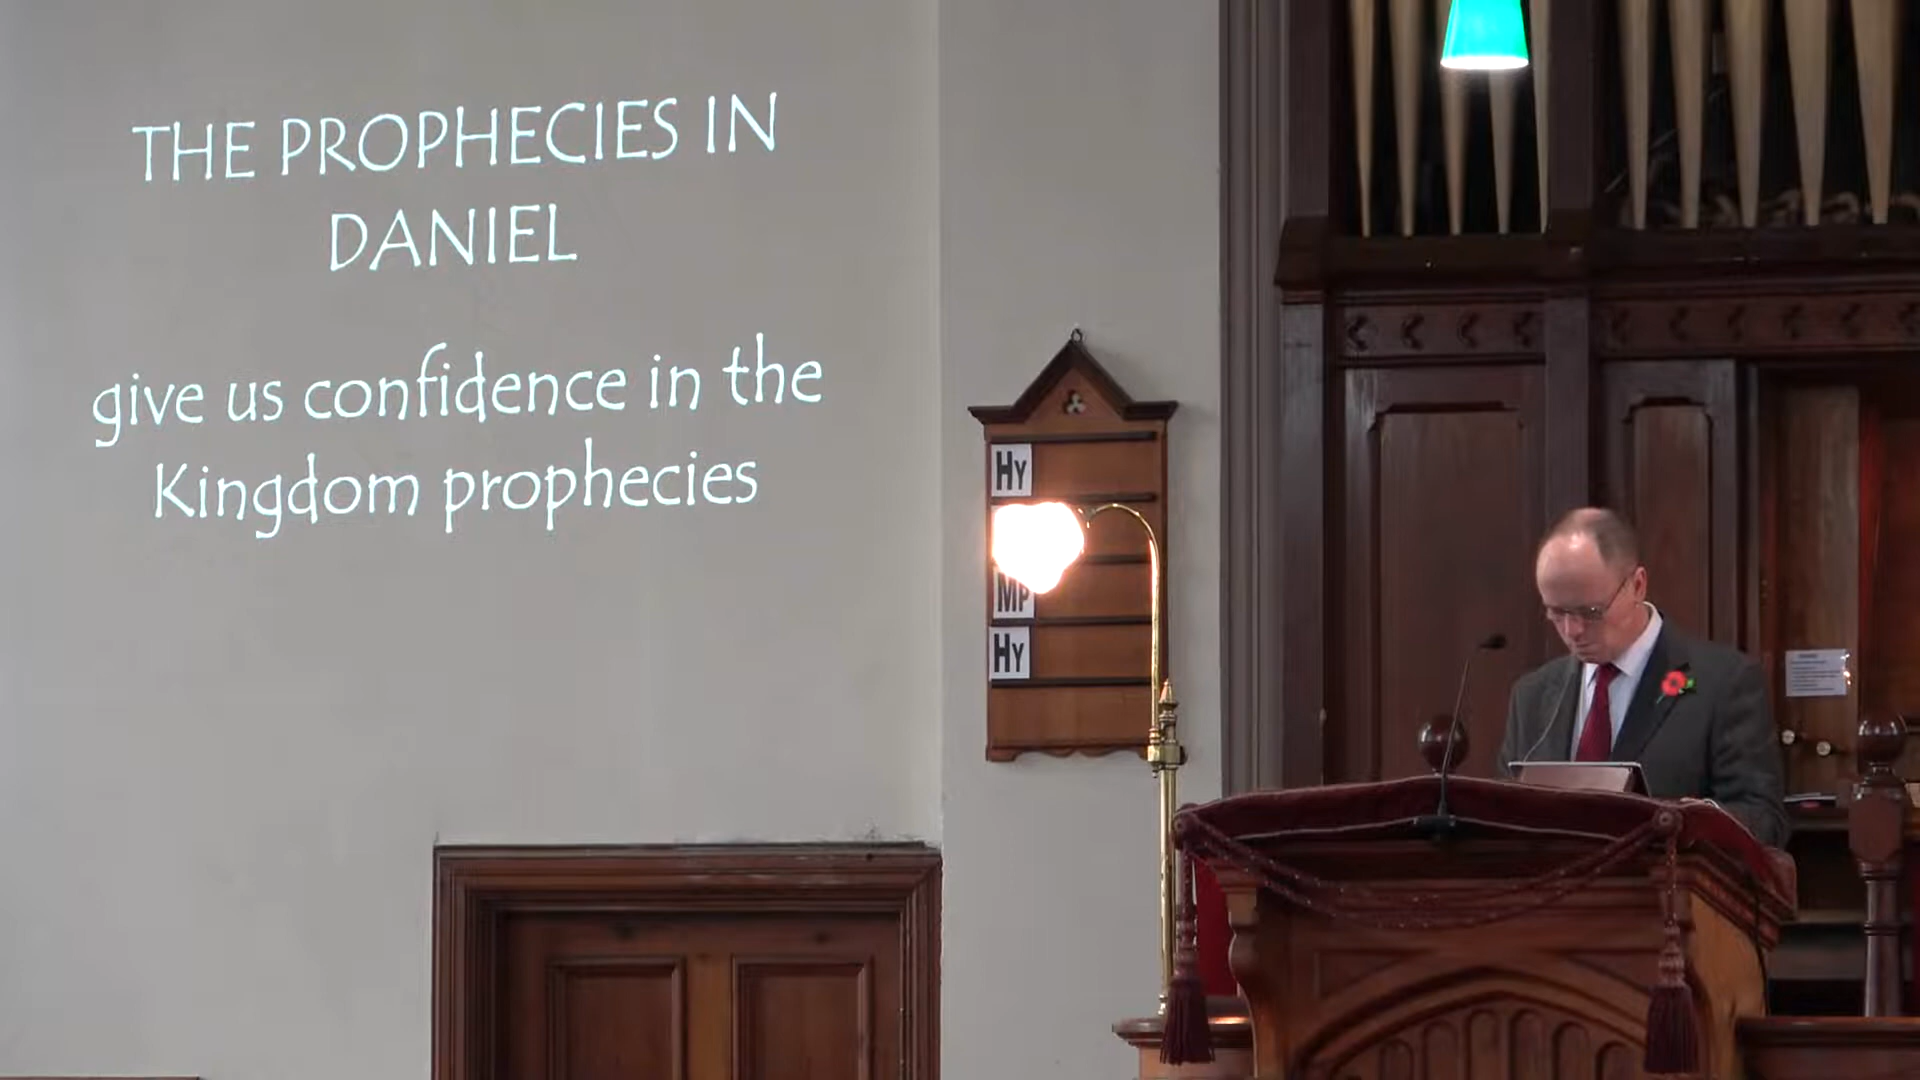 THE PROPHECIES IN
DANIEL
give us confidence in the
Kingdom prophecies
HY
MP
HY